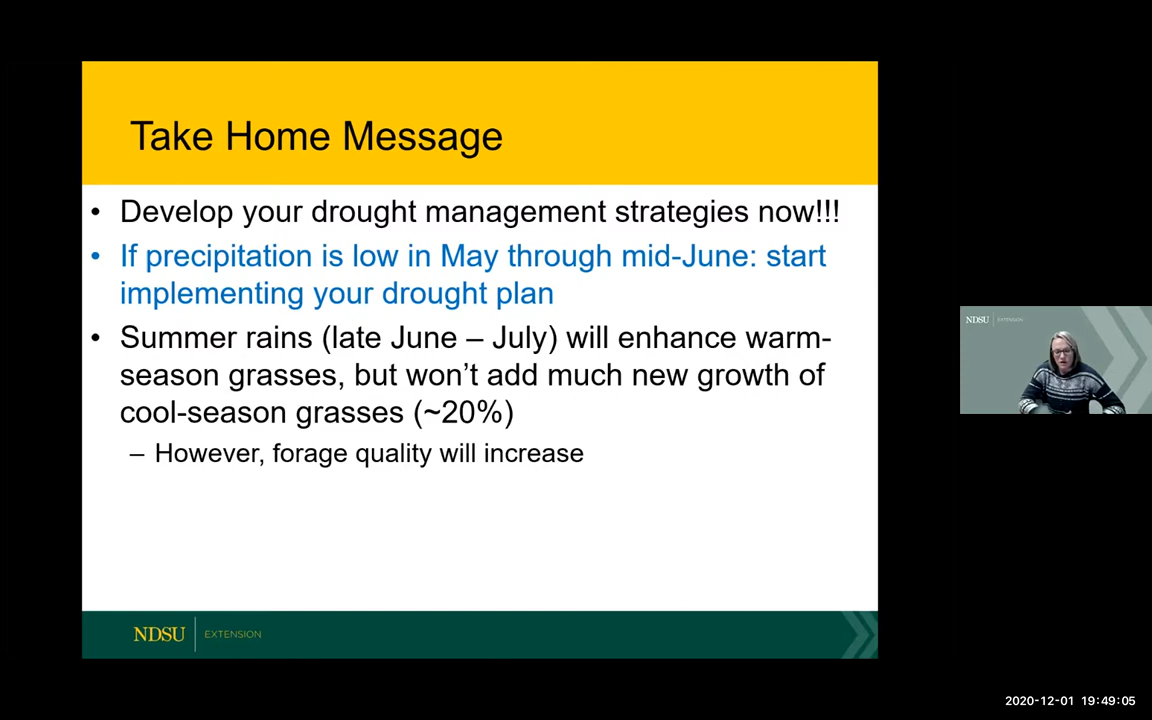 Take Home Message
• Develop your drought management strategies now!!!
• If precipitation is low in May through mid-June: start
implementing your drought plan
• Summer rains (late June – July) will enhance warm-
season grasses, but won’t add much new growth of
cool-season grasses (~20%)
– However, forage quality will increase
NDSU EXTENSION
NDSU EXTENSION
2020-12-01 19:49:05